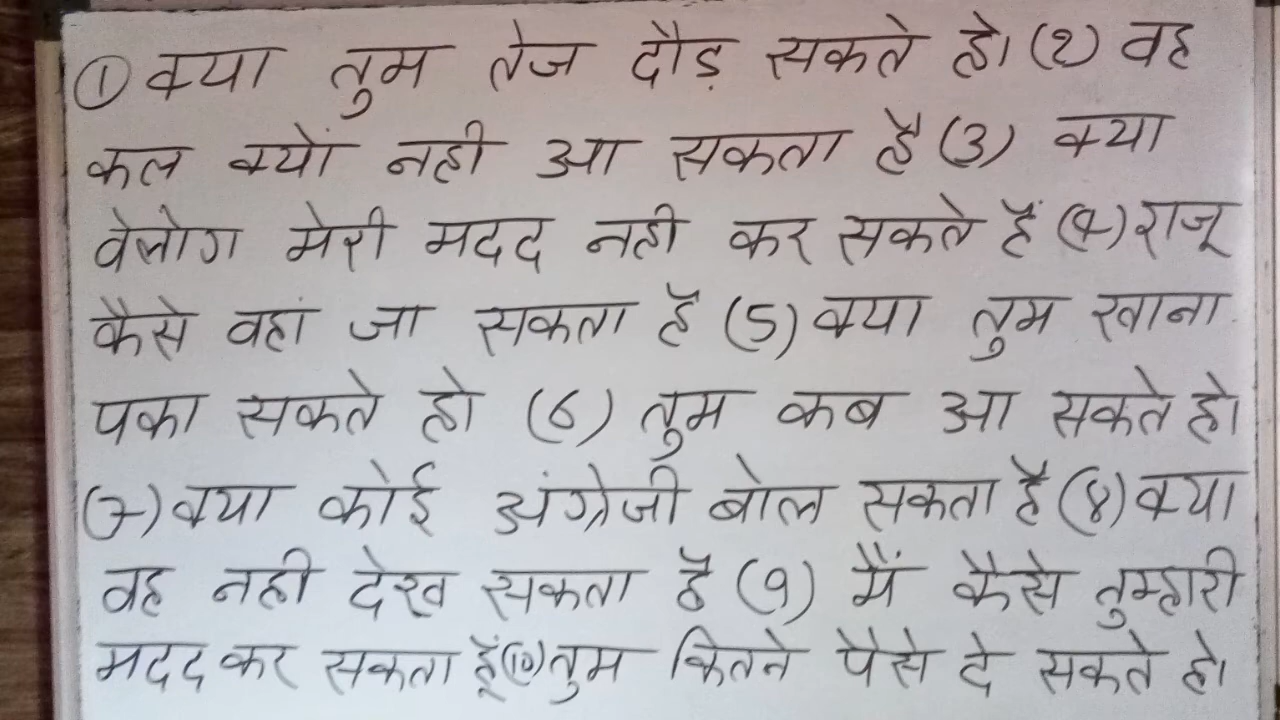 ① क्या तुम तेज दौड़ सकते हो। (२) वह
कल क्यों नही आ सकता है (3) क्या
वेलोग मेरी मदद नही कर सकते हैं (4) राजू
कैसे वहां जा सकता है (5) क्या तुम खाना
पका सकते हो (6) तुम कब आ सकते हो।
(7) क्या कोई अंग्रेजी बोल सकता है (8) क्या
वह नही देख सकता है (9) मैं कैसे तुम्हारी
मदद कर सकता हूँ (10) तुम कितने पैसे दे सकते हो।